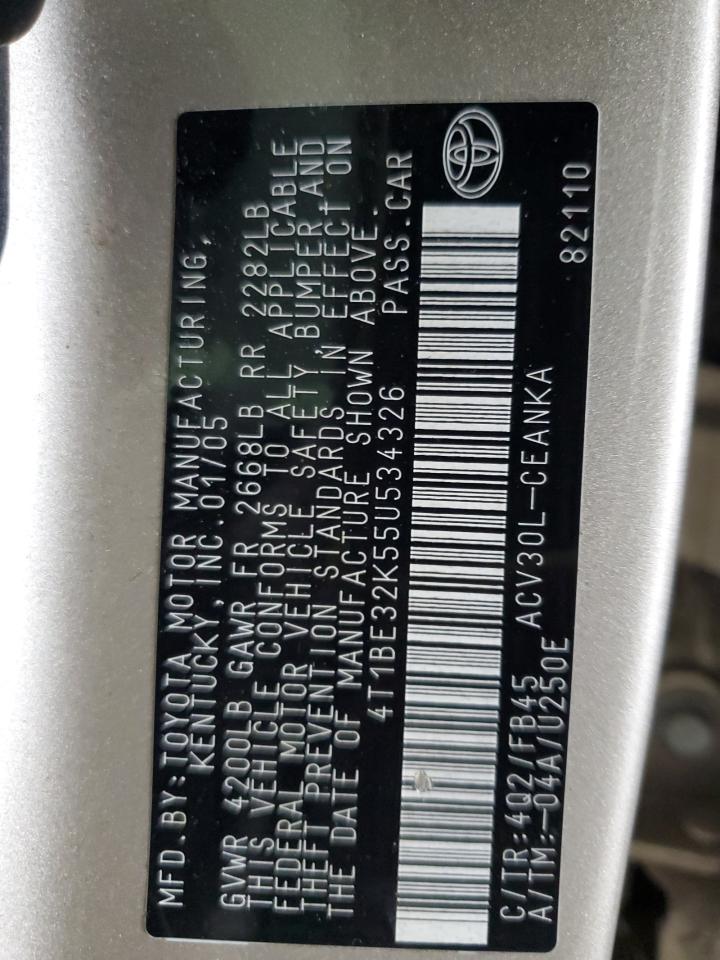 MFD.BY:TOYOTA MOTOR MANUFACTURING,
KENTUCKY, INC.01/05
GVWR 4200LB GAWR FR 2668LB RR 2282LB
THIS VEHICLE CONFORMS TO ALL APPLICABLE
FEDERAL MOTOR VEHICLE SAFETY, BUMPER AND
THEFT PREVENTION STANDARDS IN EFFECT ON
THE DATE OF MANUFACTURE SHOWN ABOVE.
4T1BE32K55U534326 PASS.CAR
C/TR:4Q2/FB45 ACV30L-CEANKA
A/TM:-04A/U250E 82110